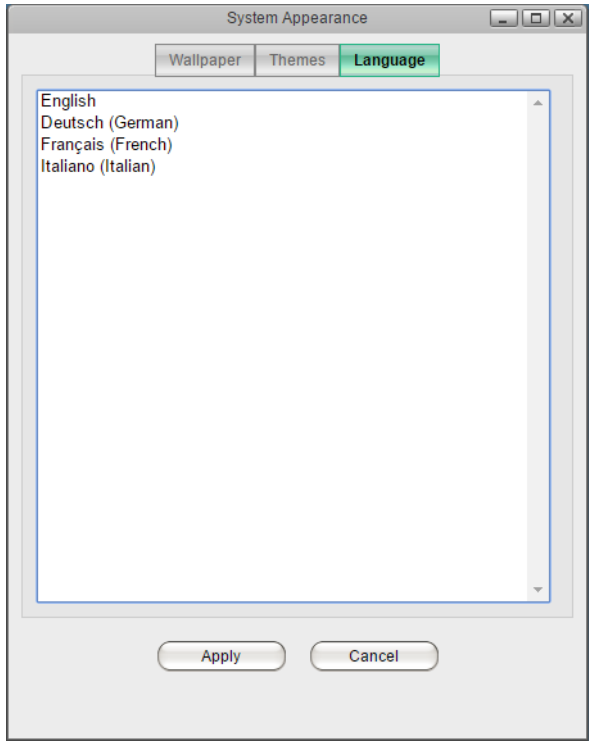 System Appearance
Wallpaper Themes Language
English
Deutsch (German)
Français (French)
Italiano (Italian)
Apply Cancel